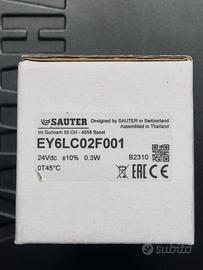 SAUTER
Designed by SAUTER in Switzerland
Assembled in Thailand
Im Surinam 55 CH - 4058 Basel
EY6LC02F001
24Vdc ±10% 0.3W
B2310
0T45°C
subito